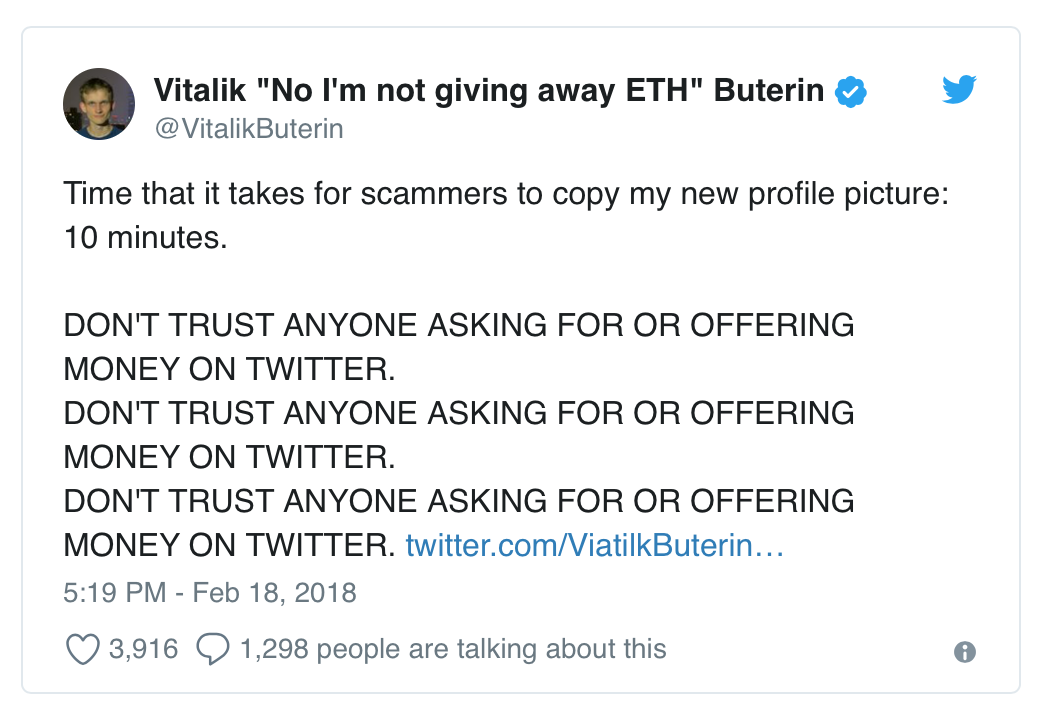 Vitalik "No I'm not giving away ETH" Buterin
@VitalikButerin
Time that it takes for scammers to copy my new profile picture:
10 minutes.
DON'T TRUST ANYONE ASKING FOR OR OFFERING
MONEY ON TWITTER.
DON'T TRUST ANYONE ASKING FOR OR OFFERING
MONEY ON TWITTER.
DON'T TRUST ANYONE ASKING FOR OR OFFERING
MONEY ON TWITTER. twitter.com/ViatilkButerin…
5:19 PM - Feb 18, 2018
3,916 1,298 people are talking about this